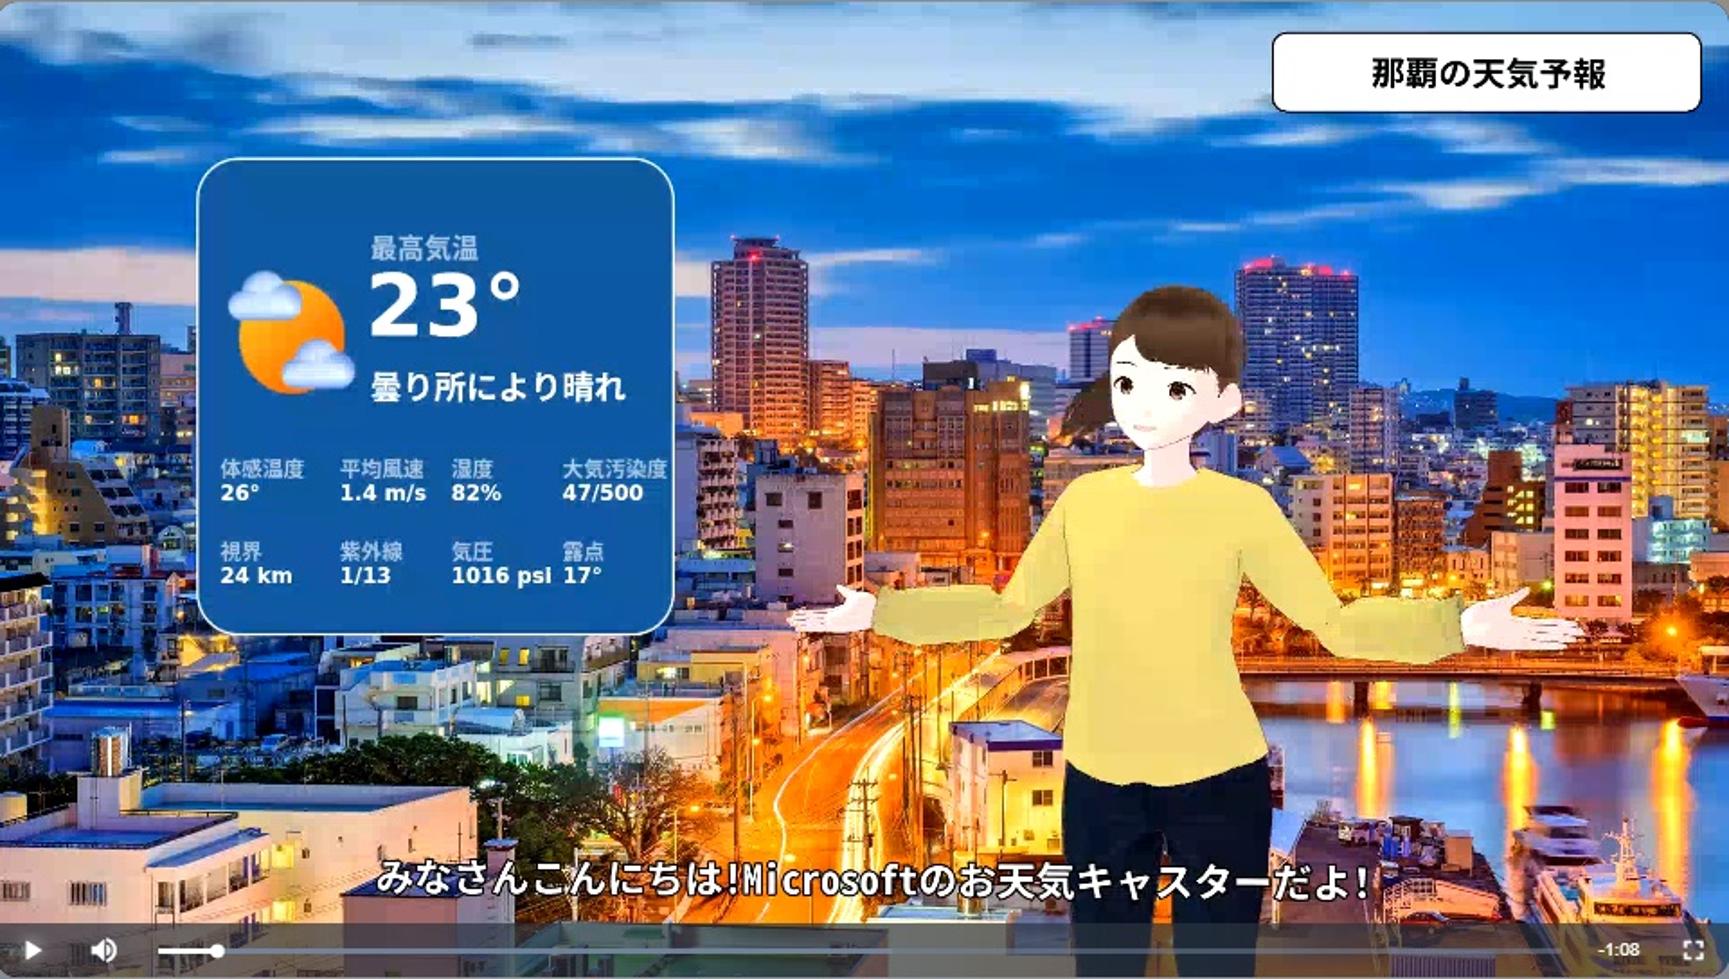 那覇の天気予報
最高気温
23°
曇り所により晴れ
体感温度 平均風速 湿度 大気汚染度
26° 1.4 m/s 82% 47/500
視界 紫外線 気圧 露点
24 km 1/13 1016 psi 17°
みなさんこんにちは!Microsoftのお天気キャスターだよ!
-1:08